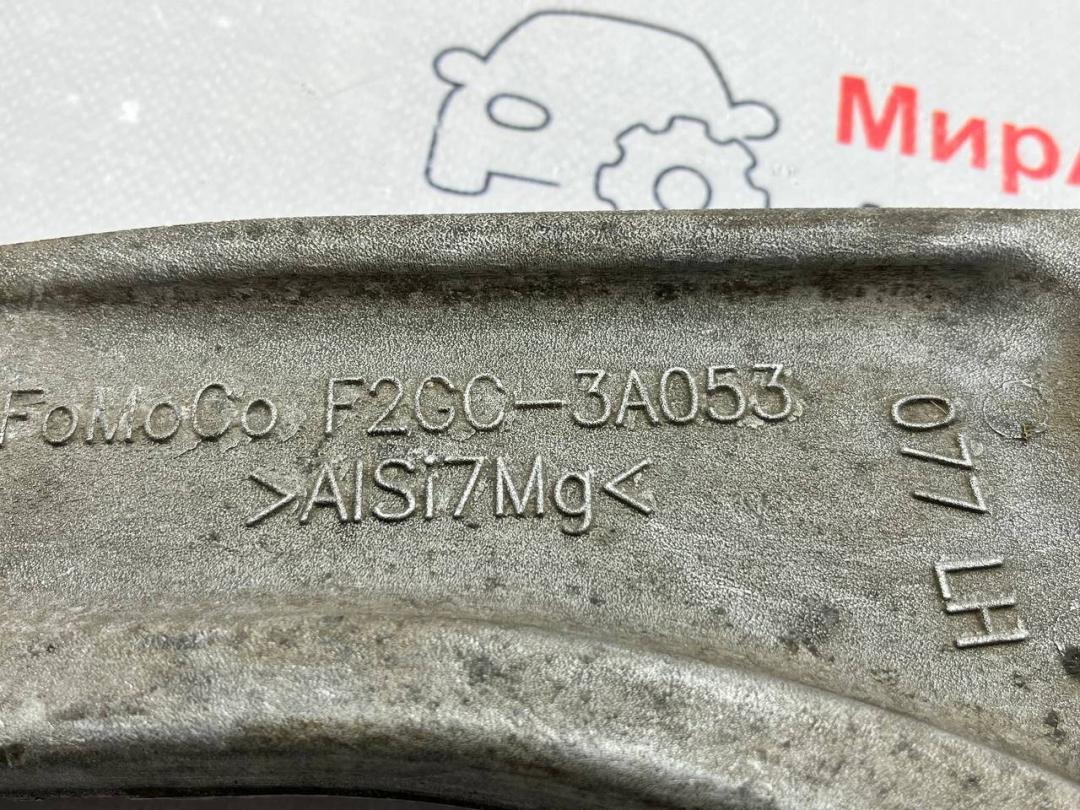 Мир
FoMoCo F2GC-3A053
>AlSi7Mg<
077 LH